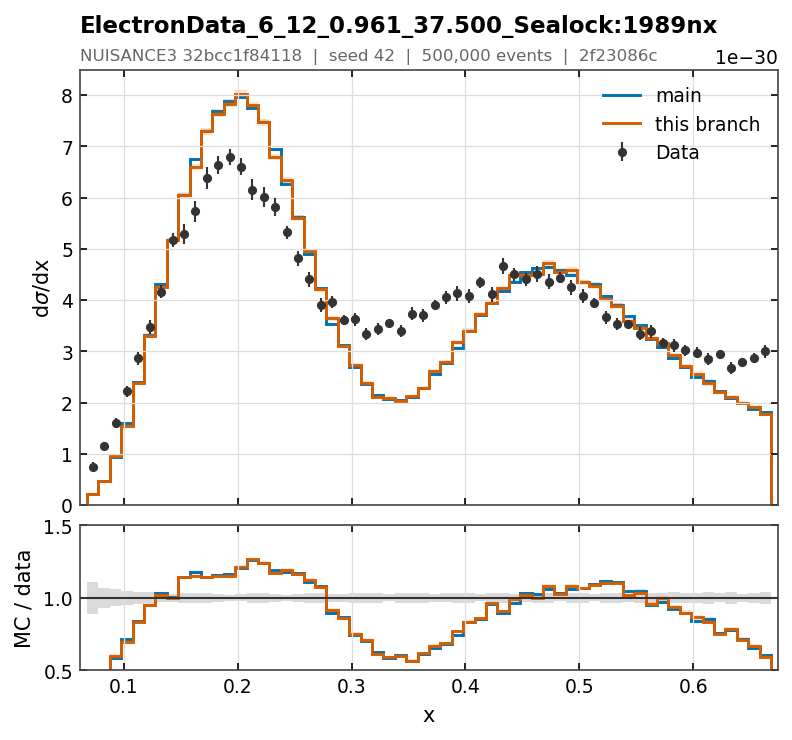 ElectronData_6_12_0.961_37.500_Sealock:1989nx
NUISANCE3 32bcc1f84118 | seed 42 | 500,000 events | 2f23086c
1e−30
main
this branch
Data
dσ/dx
8
7
6
5
4
3
2
1
0
MC / data
1.5
1.0
0.5
0.1
0.2
0.3
0.4
0.5
0.6
x